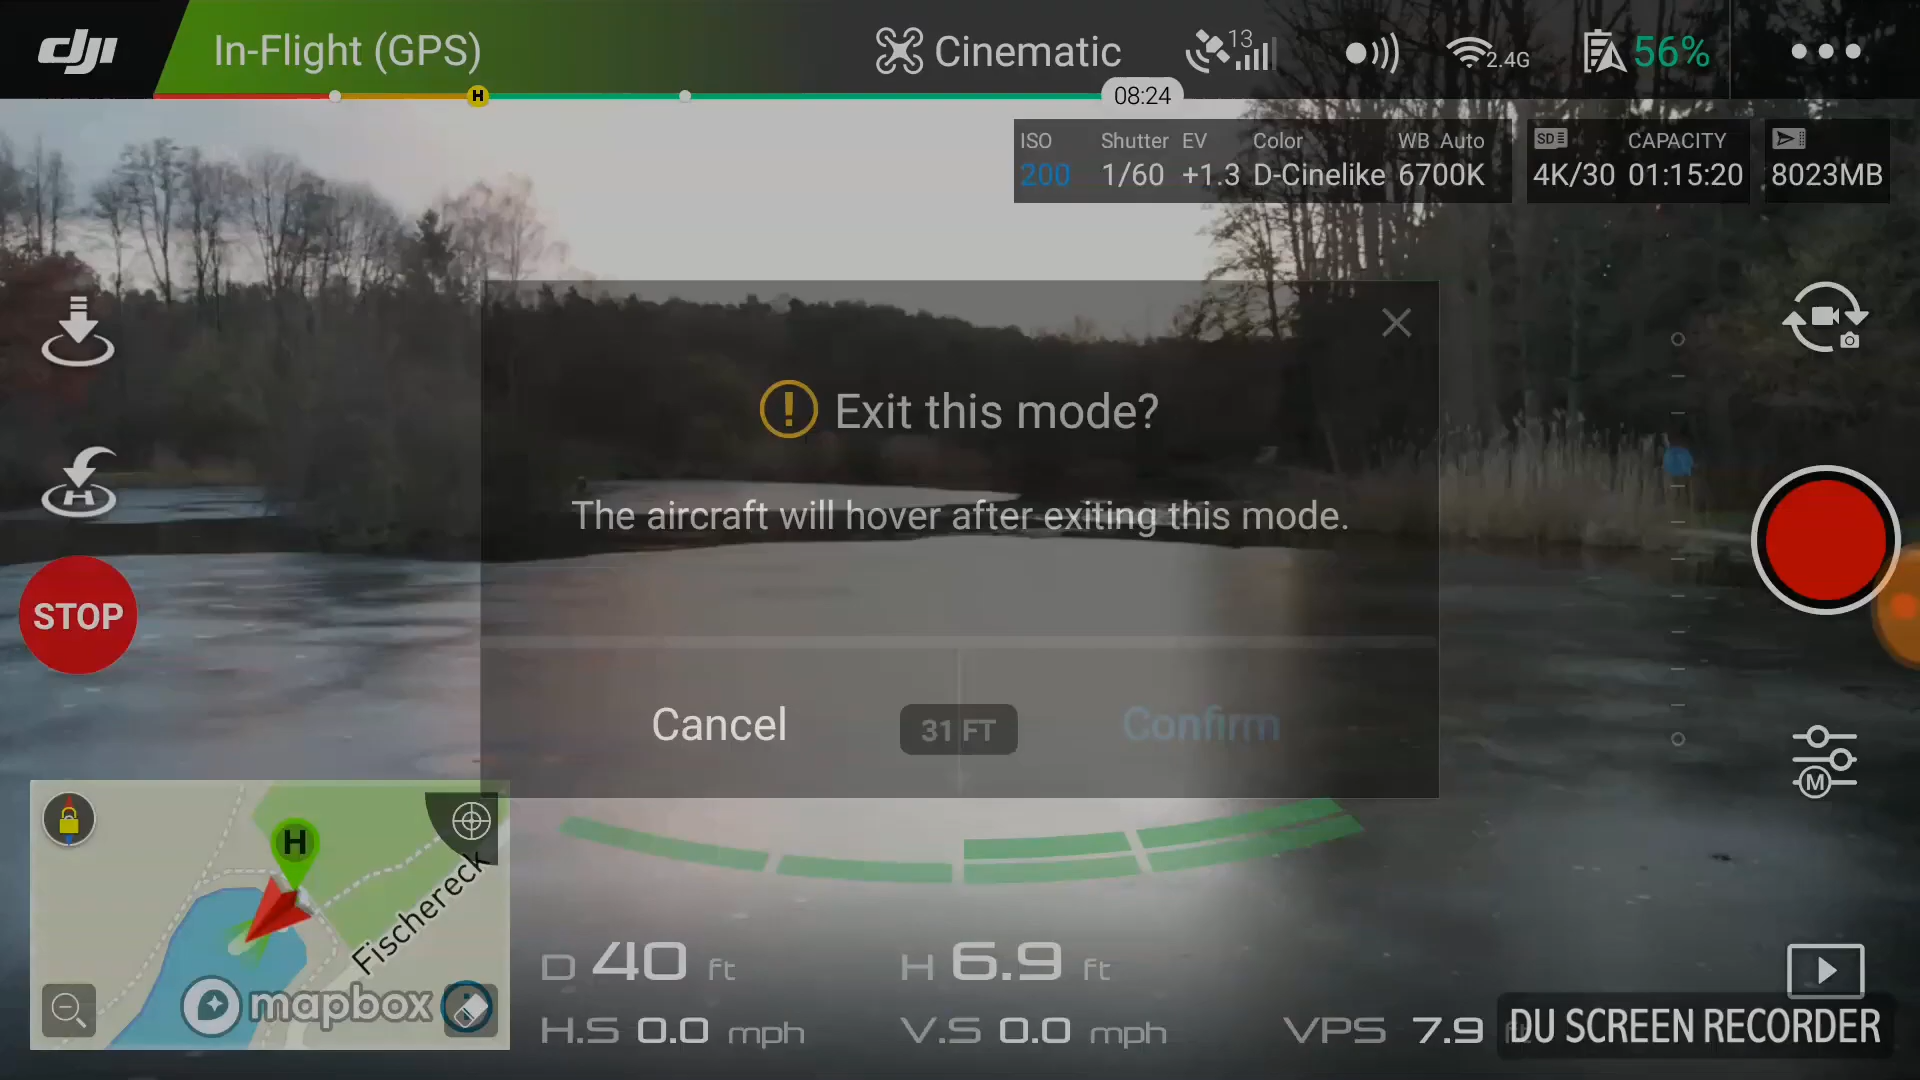 dji In-Flight (GPS) Cinematic 13 2.4G 56%
H 08:24
ISO Shutter EV Color WB Auto SD CAPACITY
200 1/60 +1.3 D-Cinelike 6700K 4K/30 01:15:20 8023MB
Exit this mode?
The aircraft will hover after exiting this mode.
H
STOP
Cancel 31 FT Confirm
M
H
Fischereck
mapbox
D 40 ft H 6.9 ft
H.S 0.0 mph V.S 0.0 mph VPS 7.9
DU SCREEN RECORDER